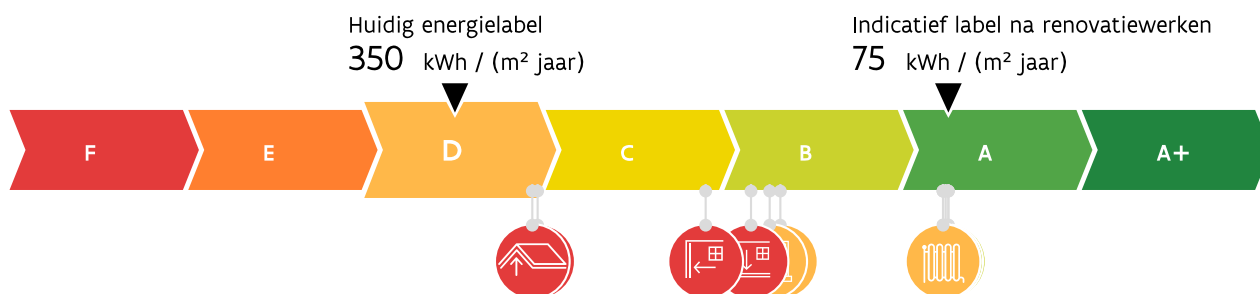 Huidig energielabel
350 kWh / (m² jaar)
Indicatief label na renovatiewerken
75 kWh / (m² jaar)
F E D C B A A+